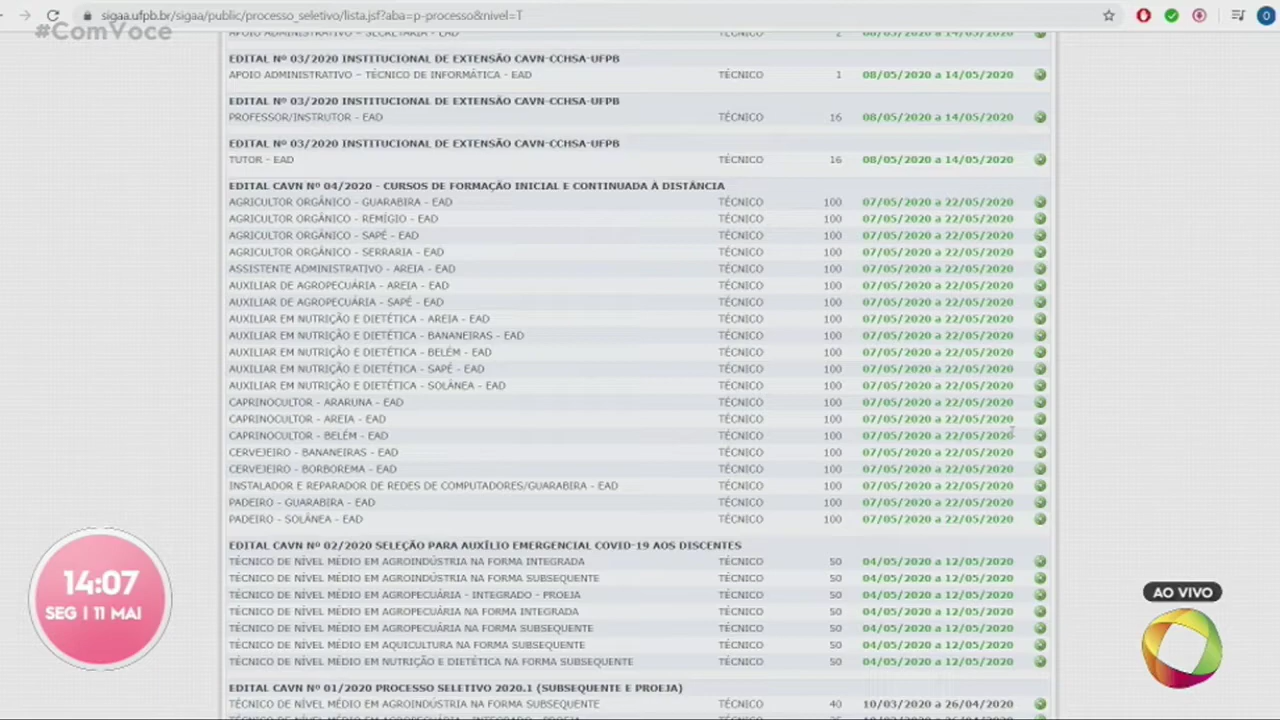 sigaa.ufpb.br/sigaa/public/processo_seletivo/lista.jsf?aba=p-processo&nivel=T
#ComVoce
APOIO ADMINISTRATIVO - SECRETARIA - EAD TÉCNICO 2 08/05/2020 a 14/05/2020
EDITAL Nº 03/2020 INSTITUCIONAL DE EXTENSÃO CAVN-CCHSA-UFPB
APOIO ADMINISTRATIVO – TÉCNICO DE INFORMÁTICA - EAD TÉCNICO 1 08/05/2020 a 14/05/2020
EDITAL Nº 03/2020 INSTITUCIONAL DE EXTENSÃO CAVN-CCHSA-UFPB
PROFESSOR/INSTRUTOR - EAD TÉCNICO 16 08/05/2020 a 14/05/2020
EDITAL Nº 03/2020 INSTITUCIONAL DE EXTENSÃO CAVN-CCHSA-UFPB
TUTOR - EAD TÉCNICO 16 08/05/2020 a 14/05/2020
EDITAL CAVN Nº 04/2020 - CURSOS DE FORMAÇÃO INICIAL E CONTINUADA À DISTÂNCIA
AGRICULTOR ORGÂNICO - GUARABIRA - EAD TÉCNICO 100 07/05/2020 a 22/05/2020
AGRICULTOR ORGÂNICO - REMÍGIO - EAD TÉCNICO 100 07/05/2020 a 22/05/2020
AGRICULTOR ORGÂNICO - SAPÉ - EAD TÉCNICO 100 07/05/2020 a 22/05/2020
AGRICULTOR ORGÂNICO - SERRARIA - EAD TÉCNICO 100 07/05/2020 a 22/05/2020
ASSISTENTE ADMINISTRATIVO - AREIA - EAD TÉCNICO 100 07/05/2020 a 22/05/2020
AUXILIAR DE AGROPECUÁRIA - AREIA - EAD TÉCNICO 100 07/05/2020 a 22/05/2020
AUXILIAR DE AGROPECUÁRIA - SAPÉ - EAD TÉCNICO 100 07/05/2020 a 22/05/2020
AUXILIAR EM NUTRIÇÃO E DIETÉTICA - AREIA - EAD TÉCNICO 100 07/05/2020 a 22/05/2020
AUXILIAR EM NUTRIÇÃO E DIETÉTICA - BANANEIRAS - EAD TÉCNICO 100 07/05/2020 a 22/05/2020
AUXILIAR EM NUTRIÇÃO E DIETÉTICA - BELÉM - EAD TÉCNICO 100 07/05/2020 a 22/05/2020
AUXILIAR EM NUTRIÇÃO E DIETÉTICA - SAPÉ - EAD TÉCNICO 100 07/05/2020 a 22/05/2020
AUXILIAR EM NUTRIÇÃO E DIETÉTICA - SOLÂNEA - EAD TÉCNICO 100 07/05/2020 a 22/05/2020
CAPRINOCULTOR - ARARUNA - EAD TÉCNICO 100 07/05/2020 a 22/05/2020
CAPRINOCULTOR - AREIA - EAD TÉCNICO 100 07/05/2020 a 22/05/2020
CAPRINOCULTOR - BELÉM - EAD TÉCNICO 100 07/05/2020 a 22/05/2020
CERVEJEIRO - BANANEIRAS - EAD TÉCNICO 100 07/05/2020 a 22/05/2020
CERVEJEIRO - BORBOREMA - EAD TÉCNICO 100 07/05/2020 a 22/05/2020
INSTALADOR E REPARADOR DE REDES DE COMPUTADORES/GUARABIRA - EAD TÉCNICO 100 07/05/2020 a 22/05/2020
PADEIRO - GUARABIRA - EAD TÉCNICO 100 07/05/2020 a 22/05/2020
PADEIRO - SOLÂNEA - EAD TÉCNICO 100 07/05/2020 a 22/05/2020
EDITAL CAVN Nº 02/2020 SELEÇÃO PARA AUXÍLIO EMERGENCIAL COVID-19 AOS DISCENTES
TÉCNICO DE NÍVEL MÉDIO EM AGROINDÚSTRIA NA FORMA INTEGRADA TÉCNICO 50 04/05/2020 a 12/05/2020
TÉCNICO DE NÍVEL MÉDIO EM AGROINDÚSTRIA NA FORMA SUBSEQUENTE TÉCNICO 50 04/05/2020 a 12/05/2020
TÉCNICO DE NÍVEL MÉDIO EM AGROPECUÁRIA - INTEGRADO - PROEJA TÉCNICO 50 04/05/2020 a 12/05/2020
TÉCNICO DE NÍVEL MÉDIO EM AGROPECUÁRIA NA FORMA INTEGRADA TÉCNICO 50 04/05/2020 a 12/05/2020
TÉCNICO DE NÍVEL MÉDIO EM AGROPECUÁRIA NA FORMA SUBSEQUENTE TÉCNICO 50 04/05/2020 a 12/05/2020
TÉCNICO DE NÍVEL MÉDIO EM AQUICULTURA NA FORMA SUBSEQUENTE TÉCNICO 50 04/05/2020 a 12/05/2020
TÉCNICO DE NÍVEL MÉDIO EM NUTRIÇÃO E DIETÉTICA NA FORMA SUBSEQUENTE TÉCNICO 50 04/05/2020 a 12/05/2020
EDITAL CAVN Nº 01/2020 PROCESSO SELETIVO 2020.1 (SUBSEQUENTE E PROEJA)
TÉCNICO DE NÍVEL MÉDIO EM AGROINDÚSTRIA NA FORMA SUBSEQUENTE TÉCNICO 40 10/03/2020 a 26/04/2020
14:07
SEG | 11 MAI
AO VIVO